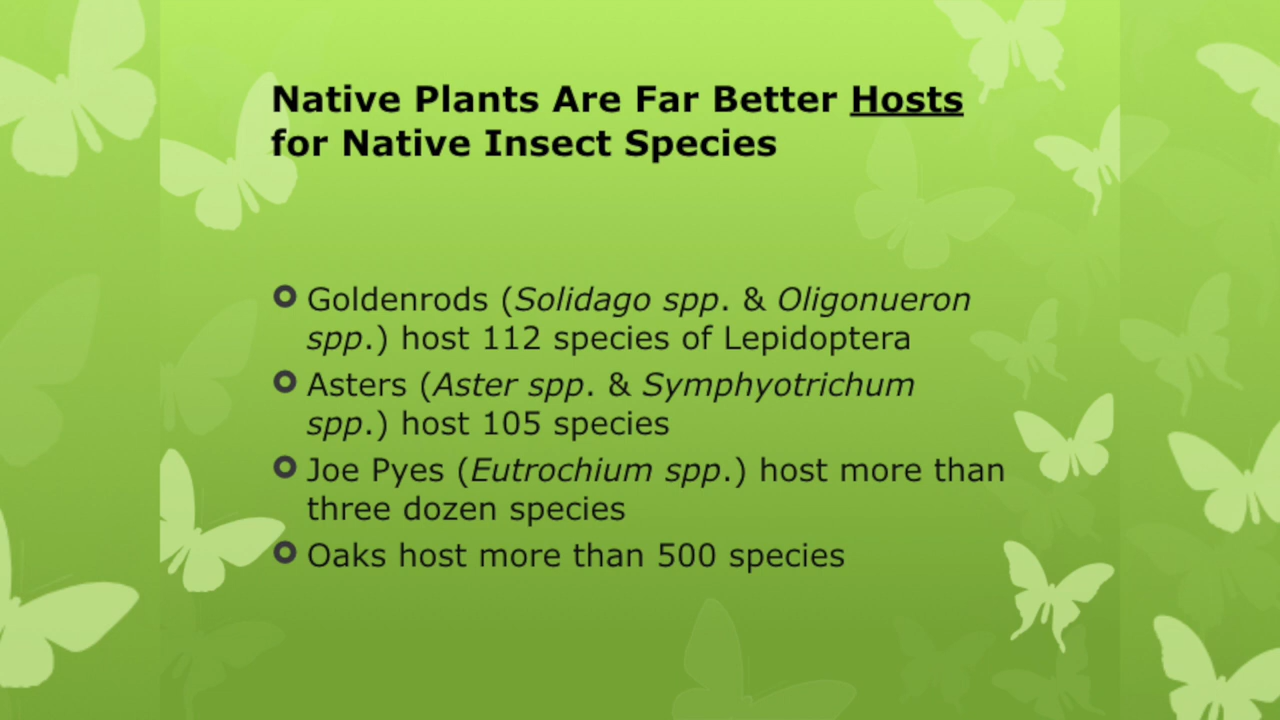 Native Plants Are Far Better Hosts
for Native Insect Species
Goldenrods (Solidago spp. & Oligonueron
spp.) host 112 species of Lepidoptera
Asters (Aster spp. & Symphyotrichum
spp.) host 105 species
Joe Pyes (Eutrochium spp.) host more than
three dozen species
Oaks host more than 500 species